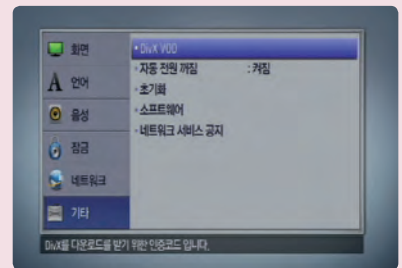 화면
A 언어
음성
잠금
네트워크
기타
• DivX VOD
◦ 자동 전원 꺼짐 : 켜짐
◦ 초기화
◦ 소프트웨어
◦ 네트워크 서비스 공지
DivX를 다운로드를 받기 위한 인증코드 입니다.